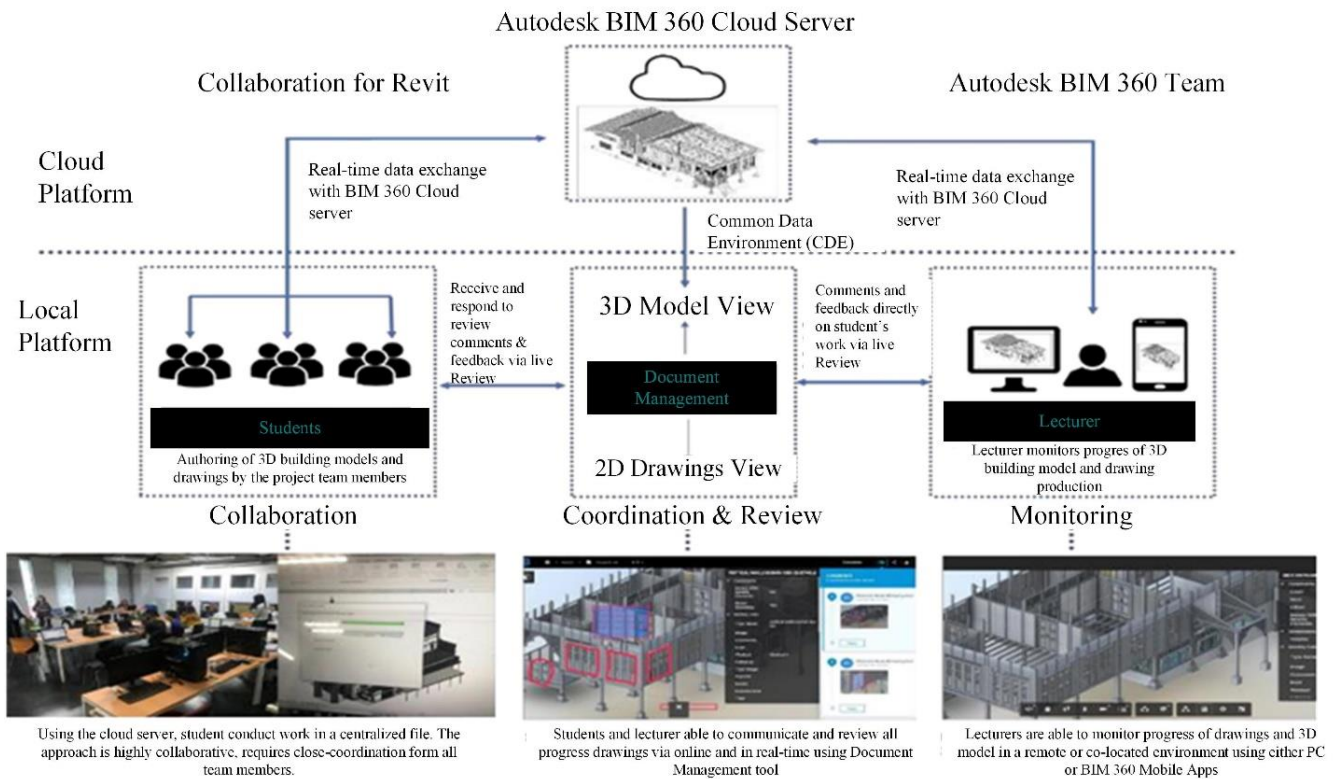 Autodesk BIM 360 Cloud Server
Collaboration for Revit
Autodesk BIM 360 Team
Cloud
Platform
Real-time data exchange
with BIM 360 Cloud
server
Real-time data exchange
with BIM 360 Cloud
server
Common Data
Environment (CDE)
Local
Platform
Receive and
respond to
review
comments &
feedback via live
Review
3D Model View
Document
Management
2D Drawings View
Comments and
feedback directly
on student´s
work via live
Review
Students
Authoring of 3D building models and
drawings by the project team members
Lecturer
Lecturer monitors progres of 3D
building model and drawing
production
Collaboration
Coordination & Review
Monitoring
Using the cloud server, student conduct work in a centralized file. The
approach is highly collaborative, requires close-coordination form all
team members.
Students and lecturer able to communicate and review all
progress drawings via online and in real-time using Document
Management tool
Lecturers are able to monitor progress of drawings and 3D
model in a remote or co-located environment using either PC
or BIM 360 Mobile Apps